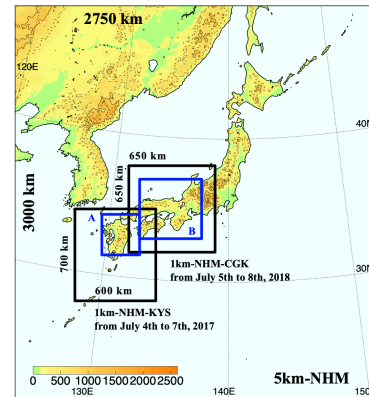 2750 km
120E
40N
650 km
650 km
3000 km
A
B
700 km
1km-NHM-CGK
from July 5th to 8th, 2018
30N
600 km
1km-NHM-KYS
from July 4th to 7th, 2017
0 500 1000 1500 2000 2500
5km-NHM
130E
140E